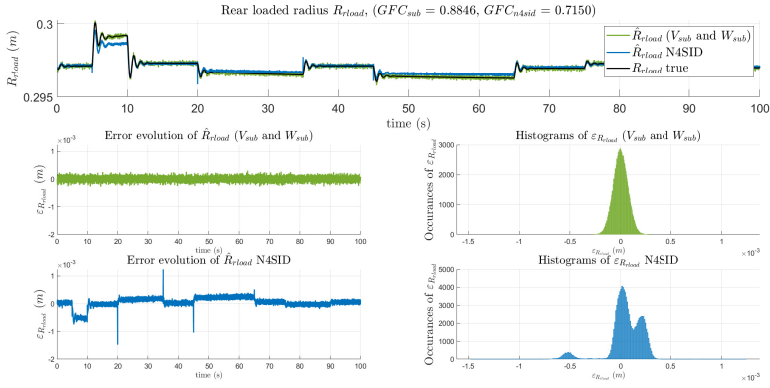 Rear loaded radius R_rload, (GFC_sub = 0.8846, GFC_n4sid = 0.7150)
R_rload (m)
0.3
0.295
0 10 20 30 40 50 60 70 80 90 100
time (s)
R̂_rload (V_sub and W_sub)
R̂_rload N4SID
R_rload true
Error evolution of R̂_rload (V_sub and W_sub)
×10⁻³
ε_R_rload (m)
1
0
-1
-2
0 10 20 30 40 50 60 70 80 90 100
time (s)
Histograms of ε_R_rload (V_sub and W_sub)
Occurances of ε_R_rload
3000
2000
1000
0
-1.5 -1 -0.5 0 0.5 1
ε_R_rload (m)
×10⁻³
Error evolution of R̂_rload N4SID
×10⁻³
ε_R_rload (m)
1
0
-1
-2
0 10 20 30 40 50 60 70 80 90 100
time (s)
Histograms of ε_R_rload N4SID
Occurances of ε_R_rload
5000
4000
3000
2000
1000
0
-1.5 -1 -0.5 0 0.5 1
ε_R_rload (m)
×10⁻³